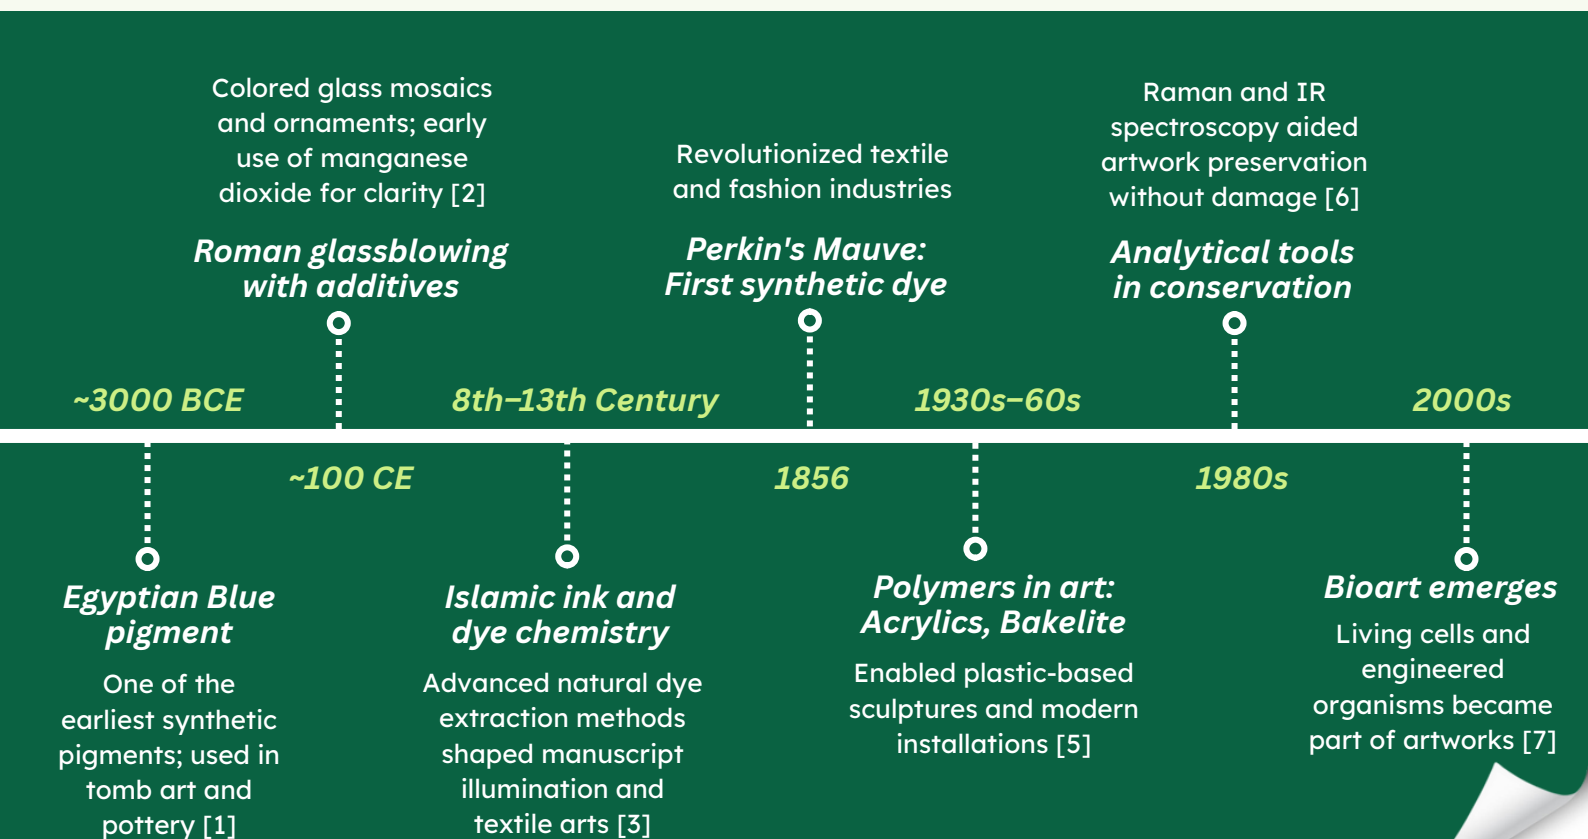 Colored glass mosaics
and ornaments; early
use of manganese
dioxide for clarity [2]
Roman glassblowing
with additives
Revolutionized textile
and fashion industries
Perkin's Mauve:
First synthetic dye
Raman and IR
spectroscopy aided
artwork preservation
without damage [6]
Analytical tools
in conservation
~3000 BCE
8th–13th Century
1930s–60s
2000s
~100 CE
1856
1980s
Egyptian Blue
pigment
One of the
earliest synthetic
pigments; used in
tomb art and
pottery [1]
Islamic ink and
dye chemistry
Advanced natural dye
extraction methods
shaped manuscript
illumination and
textile arts [3]
Polymers in art:
Acrylics, Bakelite
Enabled plastic-based
sculptures and modern
installations [5]
Bioart emerges
Living cells and
engineered
organisms became
part of artworks [7]